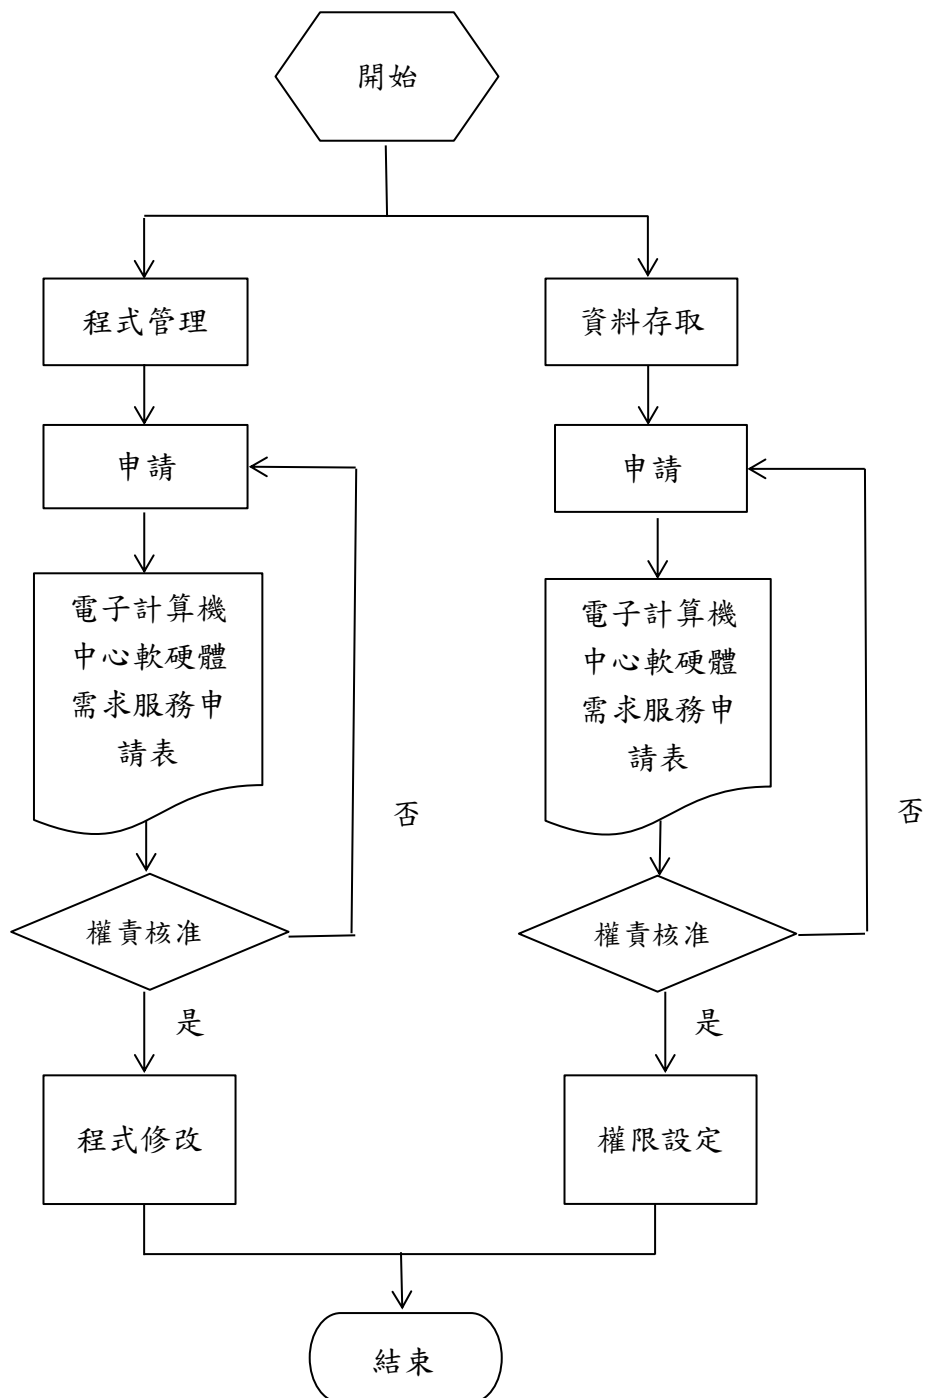 開始
程式管理
資料存取
申請
申請
電子計算機
中心軟硬體
需求服務申
請表
電子計算機
中心軟硬體
需求服務申
請表
否
否
權責核准
權責核准
是
是
程式修改
權限設定
結束